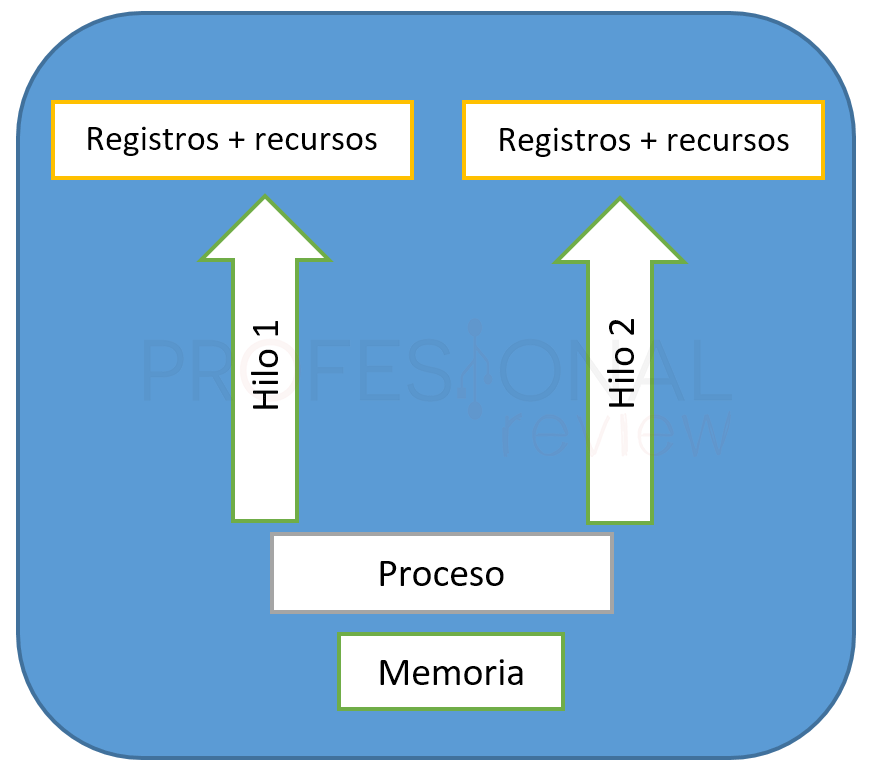 Registros + recursos
Registros + recursos
Hilo 1
Hilo 2
PROFESIONAL
review
Proceso
Memoria